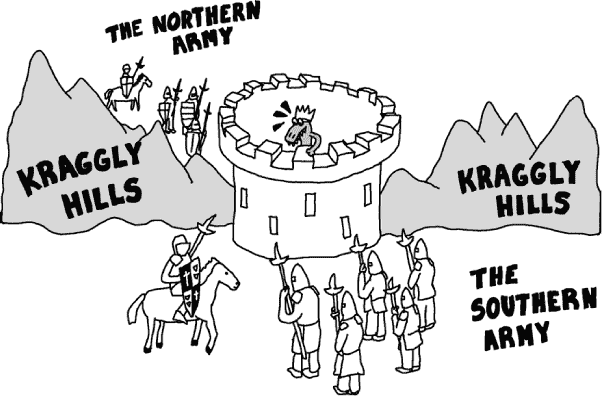 THE NORTHERN
ARMY
KRAGGLY
HILLS
KRAGGLY
HILLS
THE
SOUTHERN
ARMY